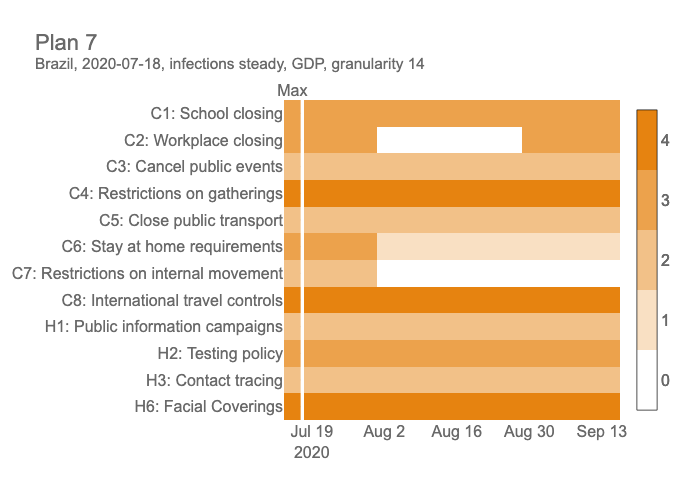 Plan 7
Brazil, 2020-07-18, infections steady, GDP, granularity 14
Max
C1: School closing
C2: Workplace closing
C3: Cancel public events
C4: Restrictions on gatherings
C5: Close public transport
C6: Stay at home requirements
C7: Restrictions on internal movement
C8: International travel controls
H1: Public information campaigns
H2: Testing policy
H3: Contact tracing
H6: Facial Coverings
Jul 19 Aug 2 Aug 16 Aug 30 Sep 13
2020
4
3
2
1
0